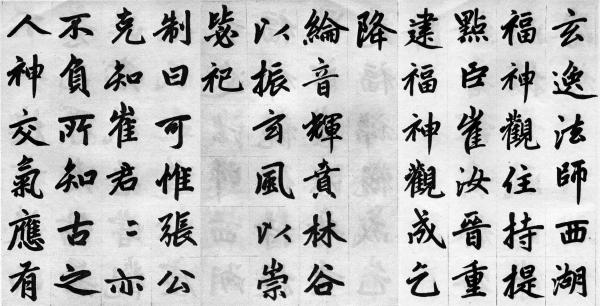 玄逸法師西湖
福神觀住持提
點臣崔汝晉重
建福神觀成乞
降
綸音輝賁林谷
以振玄風以崇
毖祀
制曰可惟張公
克知崔君〻亦
不負所知古之
人神交氣應有